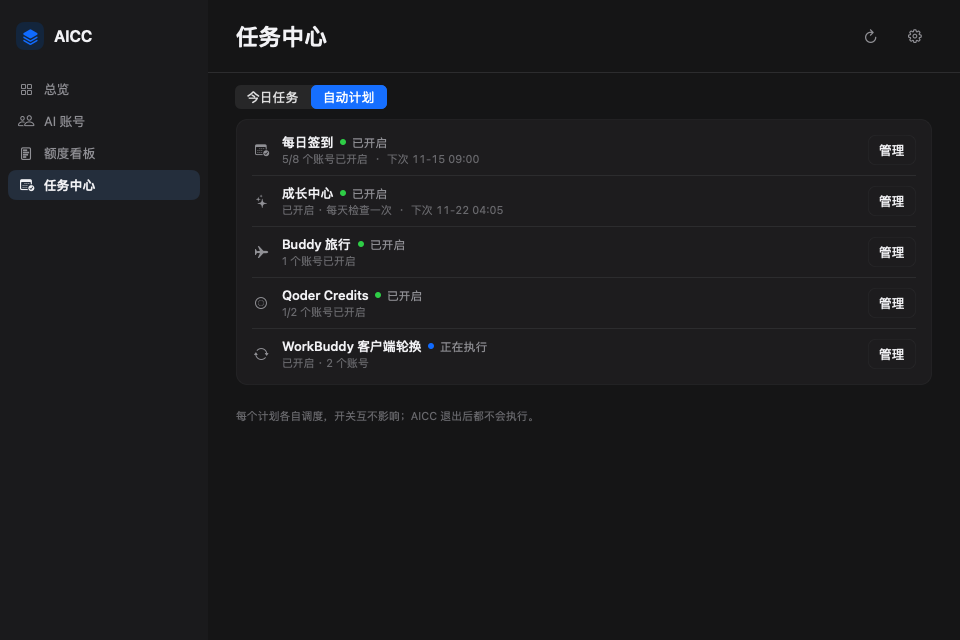 AICC
总览
AI 账号
额度看板
任务中心
任务中心
今日任务
自动计划
每日签到 已开启
5/8 个账号已开启 · 下次 11-15 09:00
管理
成长中心 已开启
已开启 · 每天检查一次 · 下次 11-22 04:05
管理
Buddy 旅行 已开启
1 个账号已开启
管理
Qoder Credits 已开启
1/2 个账号已开启
管理
WorkBuddy 客户端轮换 正在执行
已开启 · 2 个账号
管理
每个计划各自调度，开关互不影响；AICC 退出后都不会执行。